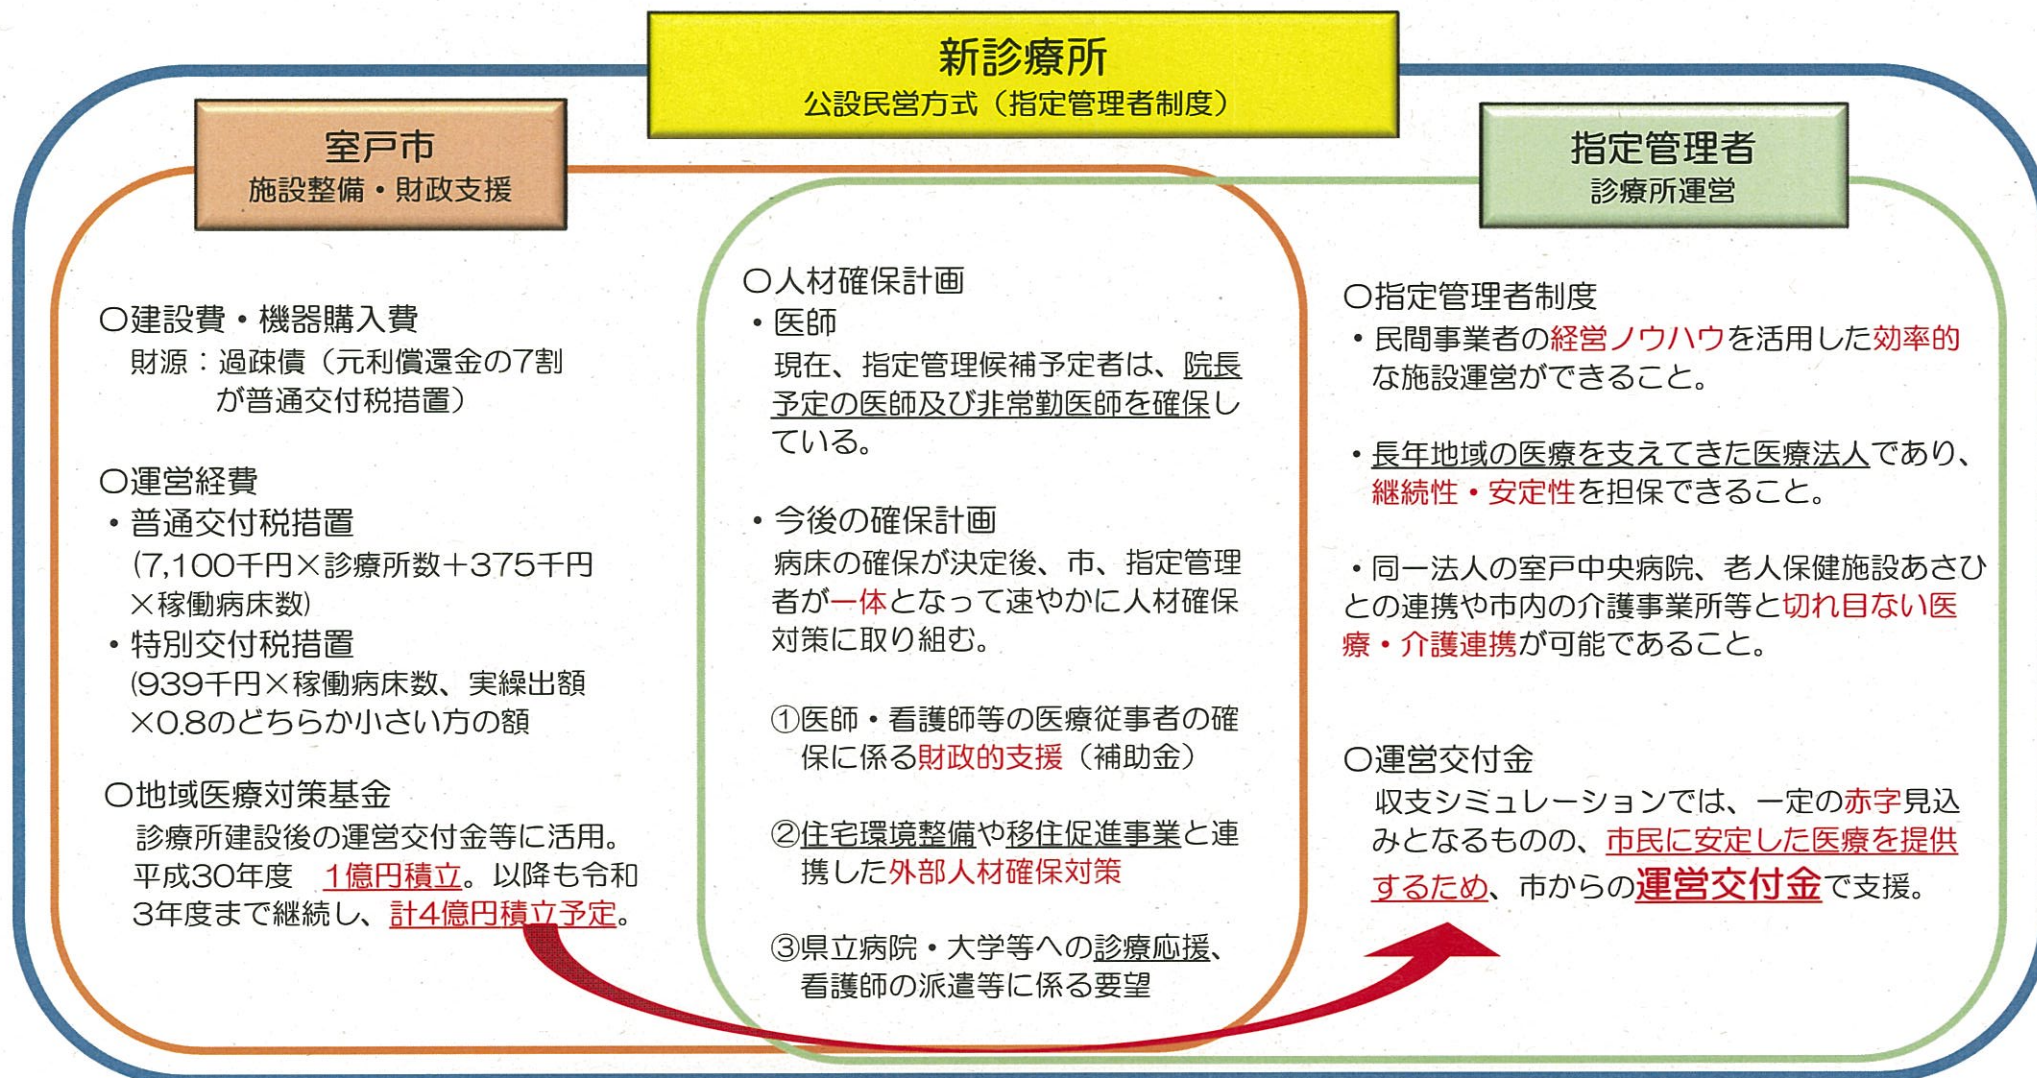 新診療所
公設民営方式（指定管理者制度）
室戸市
施設整備・財政支援
〇建設費・機器購入費
財源：過疎債（元利償還金の7割
が普通交付税措置）
〇運営経費
・普通交付税措置
(7,100千円×診療所数＋375千円
×稼働病床数)
・特別交付税措置
(939千円×稼働病床数、実繰出額
×0.8のどちらか小さい方の額
〇地域医療対策基金
診療所建設後の運営交付金等に活用。
平成30年度　1億円積立。以降も令和
3年度まで継続し、計4億円積立予定。
〇人材確保計画
・医師
現在、指定管理候補予定者は、院長
予定の医師及び非常勤医師を確保し
ている。
・今後の確保計画
病床の確保が決定後、市、指定管理
者が一体となって速やかに人材確保
対策に取り組む。
①医師・看護師等の医療従事者の確
保に係る財政的支援（補助金）
②住宅環境整備や移住促進事業と連
携した外部人材確保対策
③県立病院・大学等への診療応援、
看護師の派遣等に係る要望
指定管理者
診療所運営
〇指定管理者制度
・民間事業者の経営ノウハウを活用した効率的
な施設運営ができること。
・長年地域の医療を支えてきた医療法人であり、
継続性・安定性を担保できること。
・同一法人の室戸中央病院、老人保健施設あさひ
との連携や市内の介護事業所等と切れ目ない医
療・介護連携が可能であること。
〇運営交付金
収支シミュレーションでは、一定の赤字見込
みとなるものの、市民に安定した医療を提供
するため、市からの運営交付金で支援。